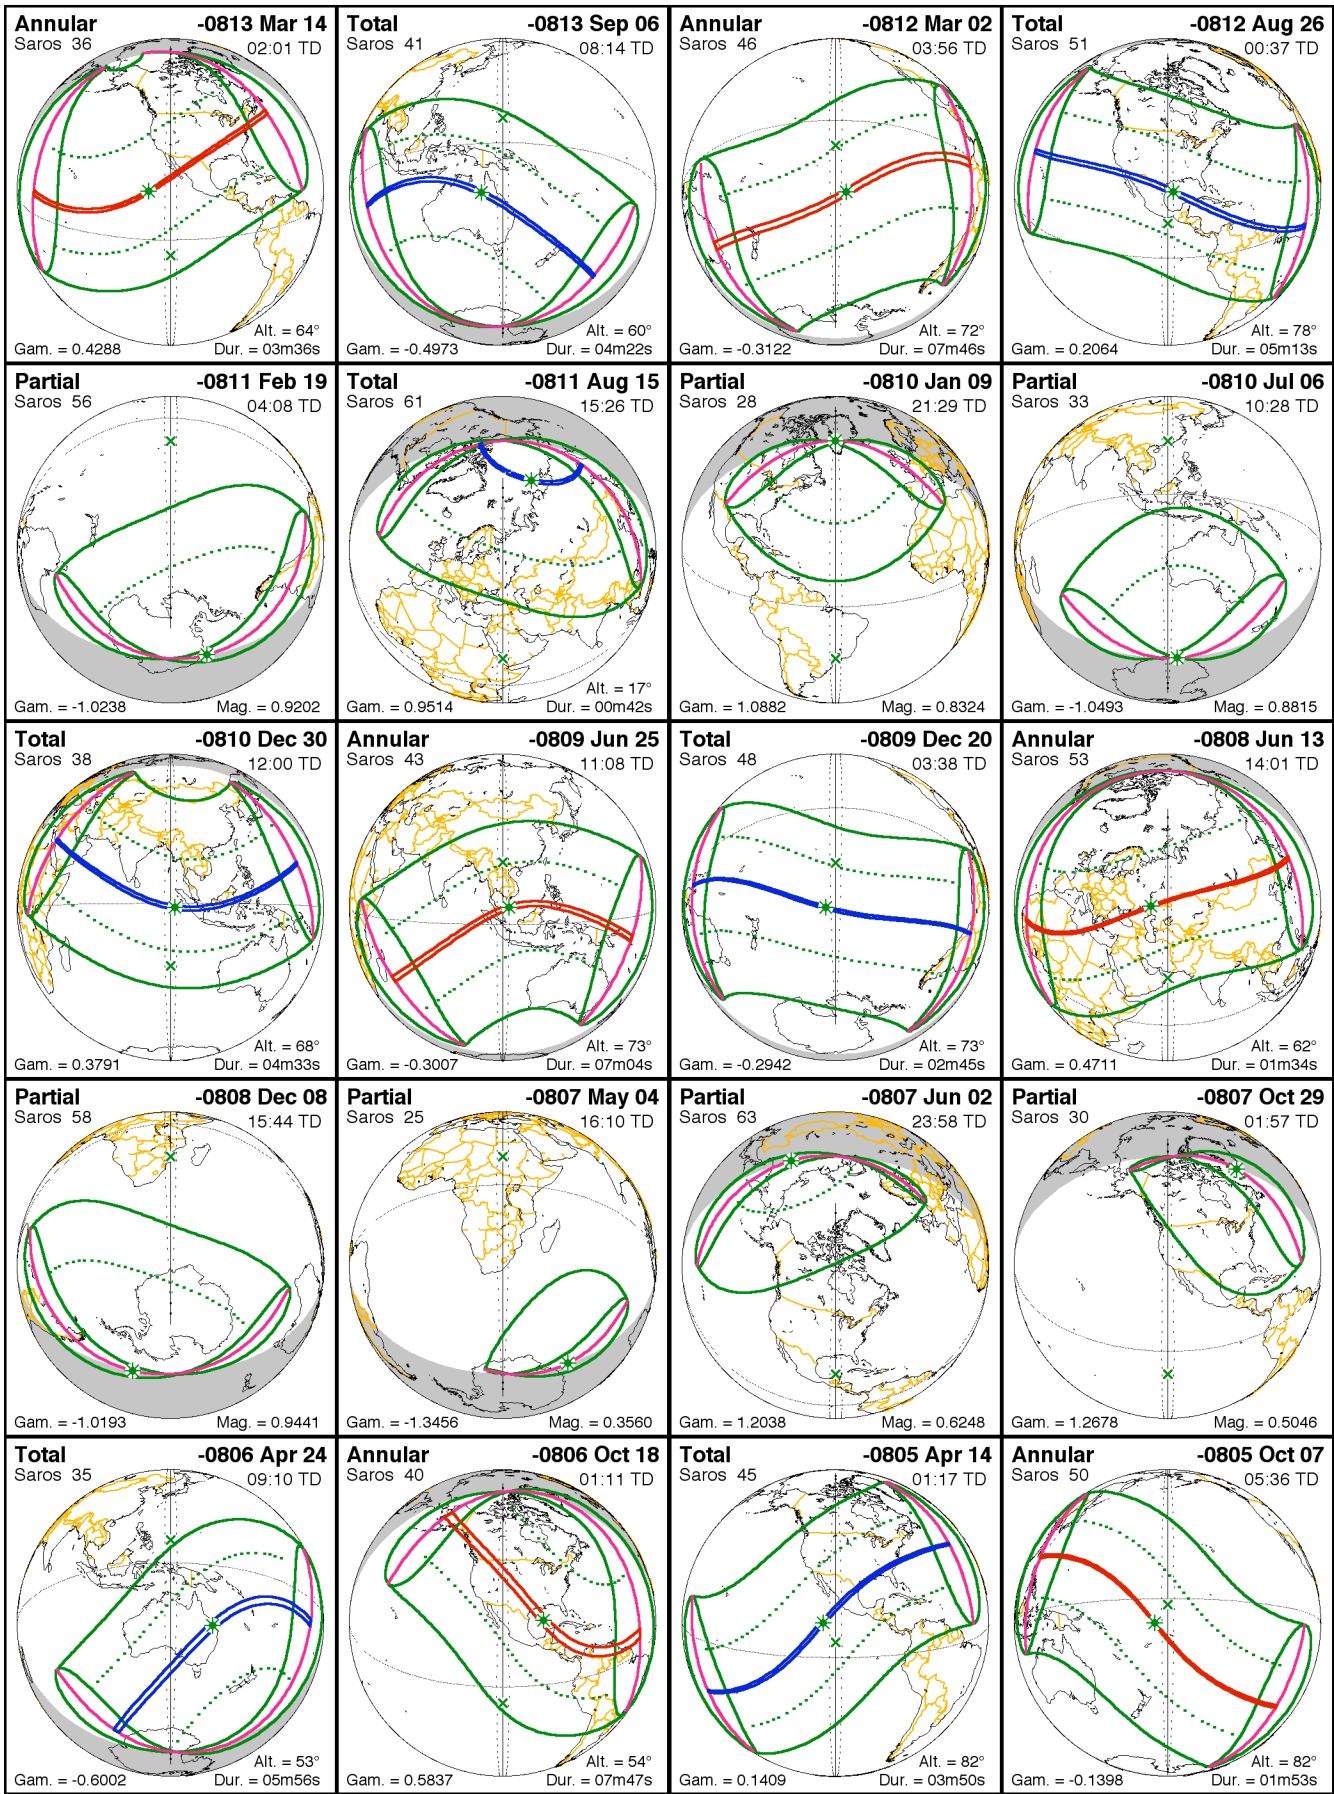 Annular -0813 Mar 14
Saros 36 02:01 TD
Alt. = 64°
Gam. = 0.4288 Dur. = 03m36s
Total -0813 Sep 06
Saros 41 08:14 TD
Alt. = 60°
Gam. = -0.4973 Dur. = 04m22s
Annular -0812 Mar 02
Saros 46 03:56 TD
Alt. = 72°
Gam. = -0.3122 Dur. = 07m46s
Total -0812 Aug 26
Saros 51 00:37 TD
Alt. = 78°
Gam. = 0.2064 Dur. = 05m13s
Partial -0811 Feb 19
Saros 56 04:08 TD
Gam. = -1.0238 Mag. = 0.9202
Total -0811 Aug 15
Saros 61 15:26 TD
Alt. = 17°
Gam. = 0.9514 Dur. = 00m42s
Partial -0810 Jan 09
Saros 28 21:29 TD
Gam. = 1.0882 Mag. = 0.8324
Partial -0810 Jul 06
Saros 33 10:28 TD
Gam. = -1.0493 Mag. = 0.8815
Total -0810 Dec 30
Saros 38 12:00 TD
Alt. = 68°
Gam. = 0.3791 Dur. = 04m33s
Annular -0809 Jun 25
Saros 43 11:08 TD
Alt. = 73°
Gam. = -0.3007 Dur. = 07m04s
Total -0809 Dec 20
Saros 48 03:38 TD
Alt. = 73°
Gam. = -0.2942 Dur. = 02m45s
Annular -0808 Jun 13
Saros 53 14:01 TD
Alt. = 62°
Gam. = 0.4711 Dur. = 01m34s
Partial -0808 Dec 08
Saros 58 15:44 TD
Gam. = -1.0193 Mag. = 0.9441
Partial -0807 May 04
Saros 25 16:10 TD
Gam. = -1.3456 Mag. = 0.3560
Partial -0807 Jun 02
Saros 63 23:58 TD
Gam. = 1.2038 Mag. = 0.6248
Partial -0807 Oct 29
Saros 30 01:57 TD
Gam. = 1.2678 Mag. = 0.5046
Total -0806 Apr 24
Saros 35 09:10 TD
Alt. = 53°
Gam. = -0.6002 Dur. = 05m56s
Annular -0806 Oct 18
Saros 40 01:11 TD
Alt. = 54°
Gam. = 0.5837 Dur. = 07m47s
Total -0805 Apr 14
Saros 45 01:17 TD
Alt. = 82°
Gam. = 0.1409 Dur. = 03m50s
Annular -0805 Oct 07
Saros 50 05:36 TD
Alt. = 82°
Gam. = -0.1398 Dur. = 01m53s